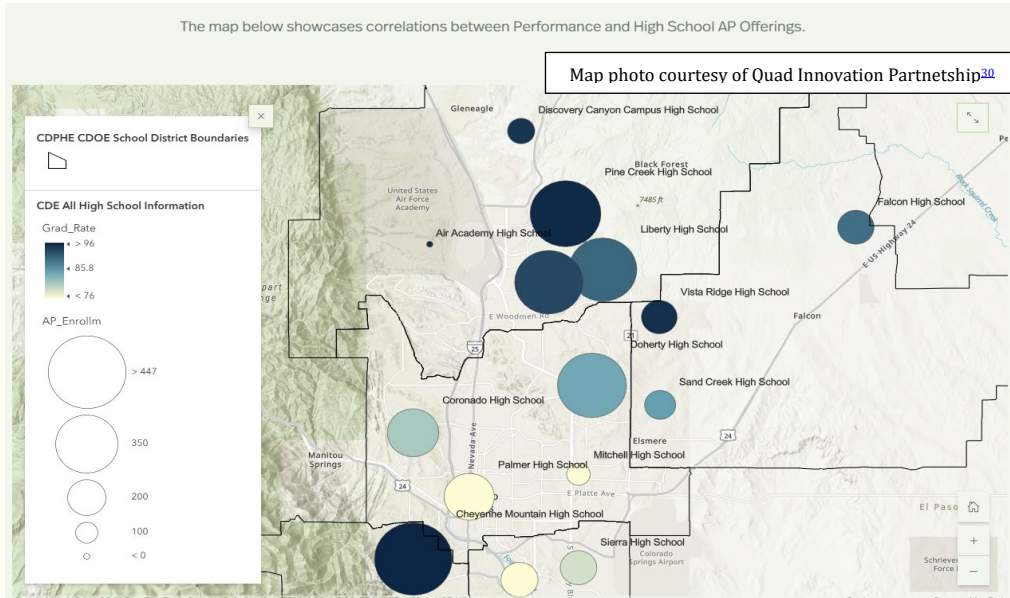 The map below showcases correlations between Performance and High School AP Offerings.
Map photo courtesy of Quad Innovation Partnetship30
CDPHE CDOE School District Boundaries
CDE All High School Information
Grad_Rate
> 96
85.8
< 76
AP_Enrollm
> 447
350
200
100
< 0
Gleneagle
Discovery Canyon Campus High School
Black Forest
Pine Creek High School
United States
Air Force
Academy
7485 ft
Black Squirrel Creek
Falcon High School
Air Academy High School
Liberty High School
E US Highway 24
Vista Ridge High School
E Woodmen Rd
Falcon
21
25
Doherty High School
Sand Creek High School
Coronado High School
Nevada Ave
24
Elsmere
Manitou
Springs
Mitchell High School
Palmer High School
24
E Platte Ave
Cheyenne Mountain High School
El Paso
Sierra High School
Colorado
Springs Airport
Schriever
Force
+
−